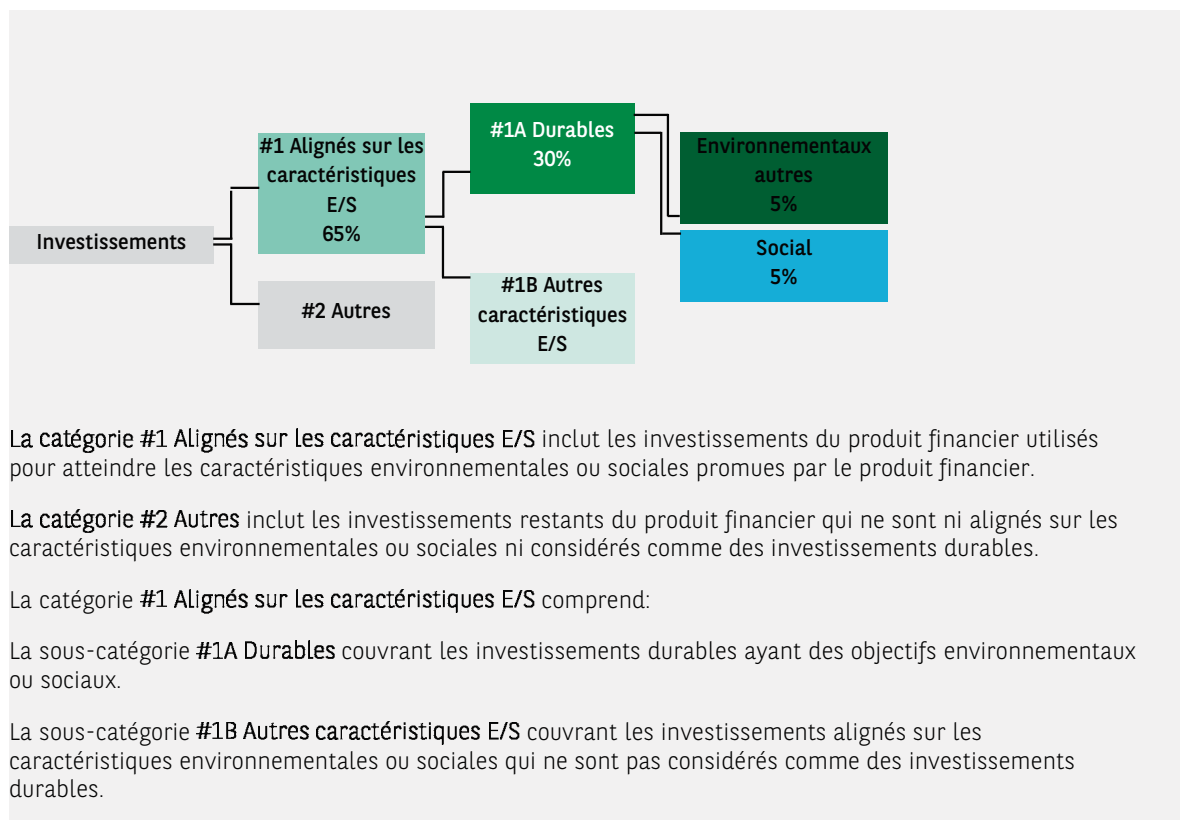 Investissements
#1 Alignés sur les
caractéristiques
E/S
65%
#2 Autres
#1A Durables
30%
#1B Autres
caractéristiques
E/S
Environnementaux
autres
5%
Social
5%
La catégorie #1 Alignés sur les caractéristiques E/S inclut les investissements du produit financier utilisés
pour atteindre les caractéristiques environnementales ou sociales promues par le produit financier.
La catégorie #2 Autres inclut les investissements restants du produit financier qui ne sont ni alignés sur les
caractéristiques environnementales ou sociales ni considérés comme des investissements durables.
La catégorie #1 Alignés sur les caractéristiques E/S comprend:
La sous-catégorie #1A Durables couvrant les investissements durables ayant des objectifs environnementaux
ou sociaux.
La sous-catégorie #1B Autres caractéristiques E/S couvrant les investissements alignés sur les
caractéristiques environnementales ou sociales qui ne sont pas considérés comme des investissements
durables.